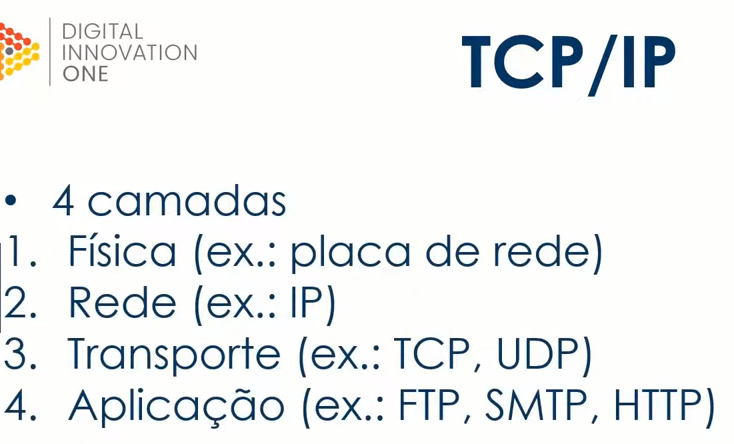 DIGITAL
INNOVATION
ONE
TCP/IP
• 4 camadas
1. Física (ex.: placa de rede)
2. Rede (ex.: IP)
3. Transporte (ex.: TCP, UDP)
4. Aplicação (ex.: FTP, SMTP, HTTP)